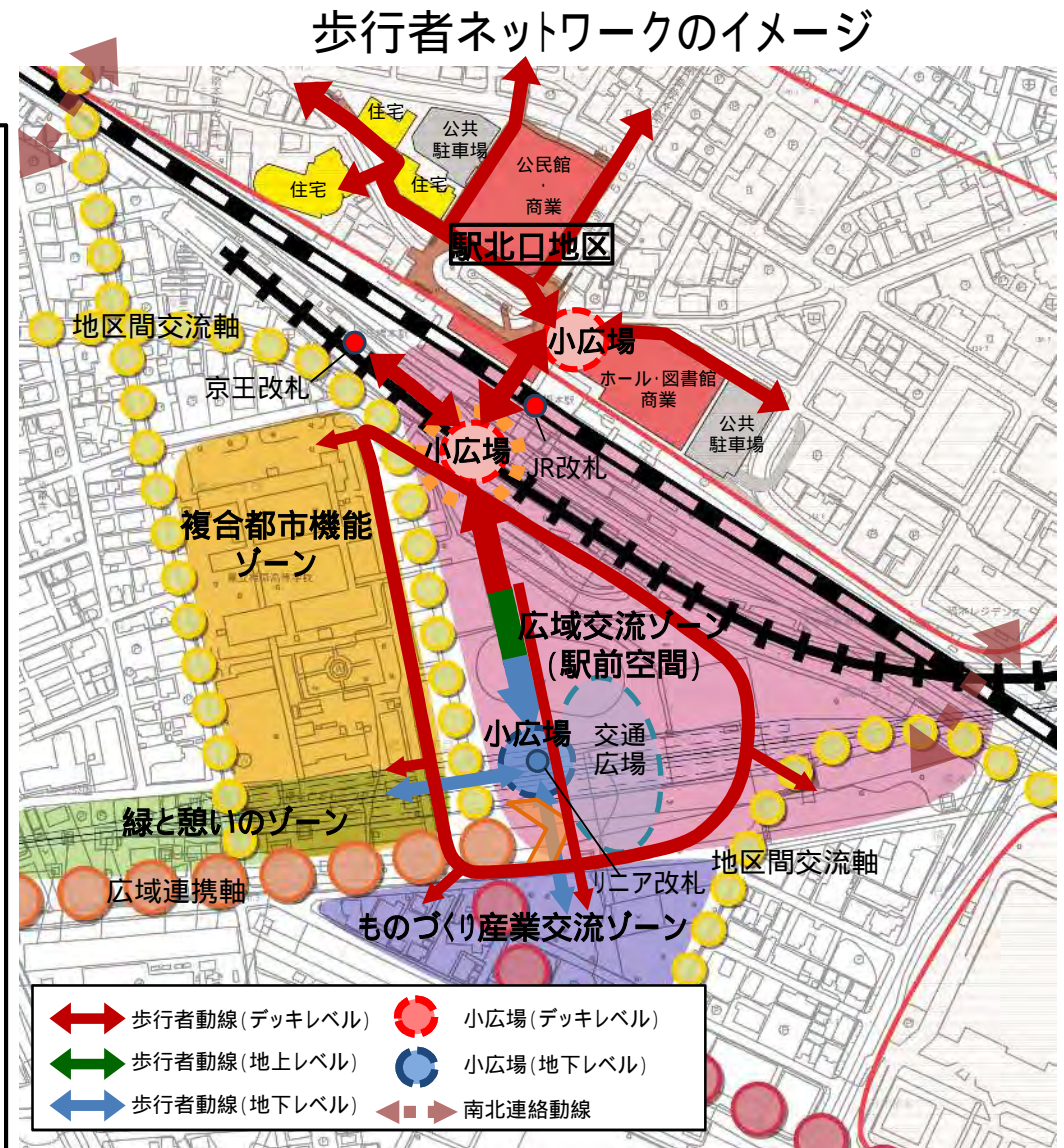 歩行者ネットワークのイメージ
住宅
公共
駐車場
公民館
・
商業
住宅
住宅
駅北口地区
地区間交流軸
小広場
京王改札
ホール・図書館
商業
公共
駐車場
小広場
JR改札
複合都市機能
ゾーン
広域交流ゾーン
(駅前空間)
小広場
交通
広場
緑と憩いのゾーン
地区間交流軸
広域連携軸
リニア改札
ものづくり産業交流ゾーン
歩行者動線(デッキレベル)
小広場(デッキレベル)
歩行者動線(地上レベル)
小広場(地下レベル)
歩行者動線(地下レベル)
南北連絡動線